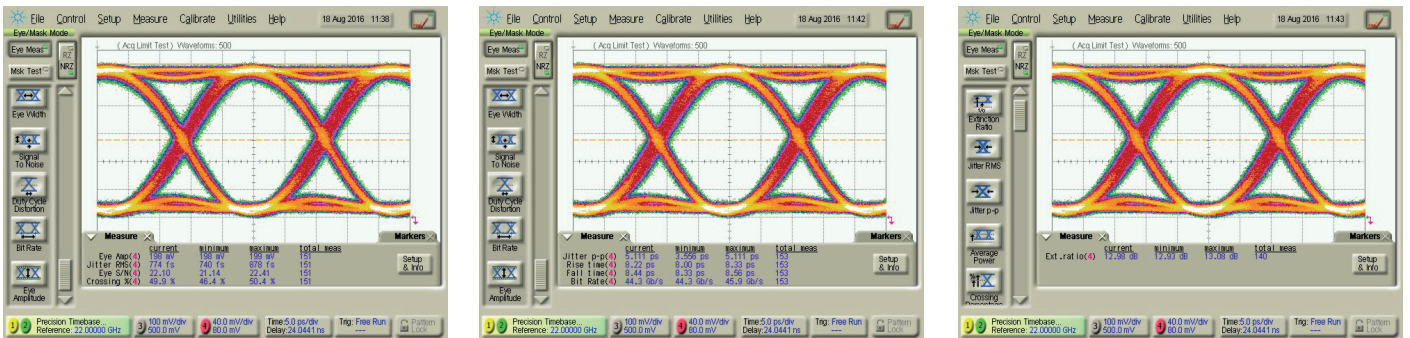 File Control Setup Measure Calibrate Utilities Help 18 Aug 2016 11:38
Eye/Mask Mode
( Acq Limit Test ) Waveforms: 500
Eye Meas
RZ
NRZ
Msk Test
Eye Width
Signal
To Noise
Duty Cycle
Distortion
Bit Rate
Eye
Amplitude
Measure
Markers
current minimum maximum total meas
Eye Amp(4) 198 mV 198 mV 199 mV 151
Jitter RMS(4) 774 fs 740 fs 878 fs 151
Eye S/N(4) 22.10 21.14 22.41 151
Crossing %(4) 49.9 % 46.4 % 50.4 % 151
Setup
& Info
1 2 Precision Timebase...
Reference: 22.00000 GHz
3 100 mV/div
500.0 mV
4 40.0 mV/div
80.0 mV
Time:5.0 ps/div
Delay:24.0441 ns
Trig: Free Run
----
Pattern
Lock
File Control Setup Measure Calibrate Utilities Help 18 Aug 2016 11:42
Eye/Mask Mode
( Acq Limit Test ) Waveforms: 500
Eye Meas
RZ
NRZ
Msk Test
Eye Width
Signal
To Noise
Duty Cycle
Distortion
Bit Rate
Eye
Amplitude
Measure
Markers
current minimum maximum total meas
Jitter p-p(4) 5.111 ps 3.556 ps 5.111 ps 153
Rise time(4) 8.22 ps 8.00 ps 8.33 ps 153
Fall time(4) 8.44 ps 8.33 ps 8.56 ps 153
Bit Rate(4) 44.3 Gb/s 44.3 Gb/s 45.9 Gb/s 153
Setup
& Info
1 2 Precision Timebase...
Reference: 22.00000 GHz
3 100 mV/div
500.0 mV
4 40.0 mV/div
80.0 mV
Time:5.0 ps/div
Delay:24.0441 ns
Trig: Free Run
----
Pattern
Lock
File Control Setup Measure Calibrate Utilities Help 18 Aug 2016 11:43
Eye/Mask Mode
( Acq Limit Test ) Waveforms: 500
Eye Meas
RZ
NRZ
Msk Test
Extinction
Ratio
Jitter RMS
Jitter p-p
Average
Power
Crossing
Measure
Markers
current minimum maximum total meas
Ext.ratio(4) 12.98 dB 12.93 dB 13.08 dB 140
Setup
& Info
1 2 Precision Timebase...
Reference: 22.00000 GHz
3 100 mV/div
500.0 mV
4 40.0 mV/div
80.0 mV
Time:5.0 ps/div
Delay:24.0441 ns
Trig: Free Run
----
Pattern
Lock